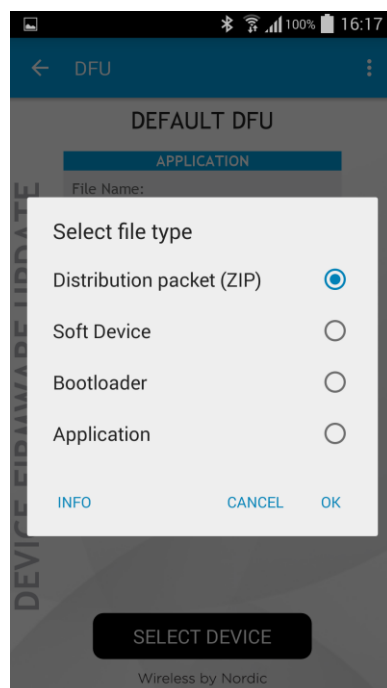 100% 16:17
DFU
DEFAULT DFU
APPLICATION
File Name:
Select file type
Distribution packet (ZIP)
Soft Device
Bootloader
Application
INFO CANCEL OK
DEVICE FIRMWARE UPDATE
SELECT DEVICE
Wireless by Nordic